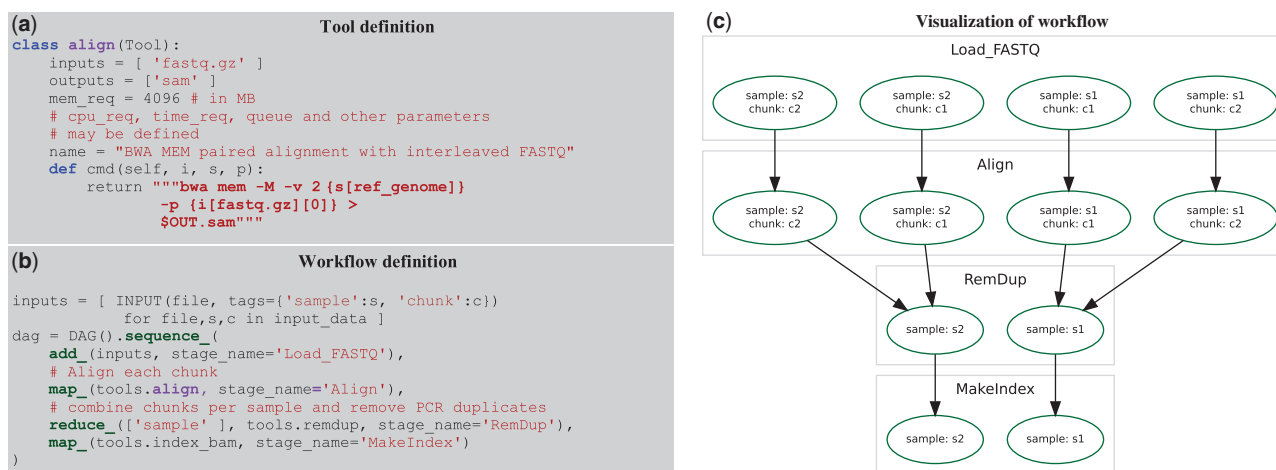 (a) Tool definition
class align(Tool):
inputs = [ 'fastq.gz' ]
outputs = ['sam' ]
mem_req = 4096 # in MB
# cpu_req, time_req, queue and other parameters
# may be defined
name = "BWA MEM paired alignment with interleaved FASTQ"
def cmd(self, i, s, p):
return """bwa mem -M -v 2 {s[ref_genome]}
-p {i[fastq.gz][0]} >
$OUT.sam"""
(b) Workflow definition
inputs = [ INPUT(file, tags={'sample':s, 'chunk':c})
for file,s,c in input_data ]
dag = DAG().sequence_(
add_(inputs, stage_name='Load_FASTQ'),
# Align each chunk
map_(tools.align, stage_name='Align'),
# combine chunks per sample and remove PCR duplicates
reduce_(['sample' ], tools.remdup, stage_name='RemDup'),
map_(tools.index_bam, stage_name='MakeIndex')
)
(c) Visualization of workflow
Load_FASTQ
sample: s2
chunk: c2
sample: s2
chunk: c1
sample: s1
chunk: c1
sample: s1
chunk: c2
Align
sample: s2
chunk: c2
sample: s2
chunk: c1
sample: s1
chunk: c1
sample: s1
chunk: c2
RemDup
sample: s2
sample: s1
MakeIndex
sample: s2
sample: s1